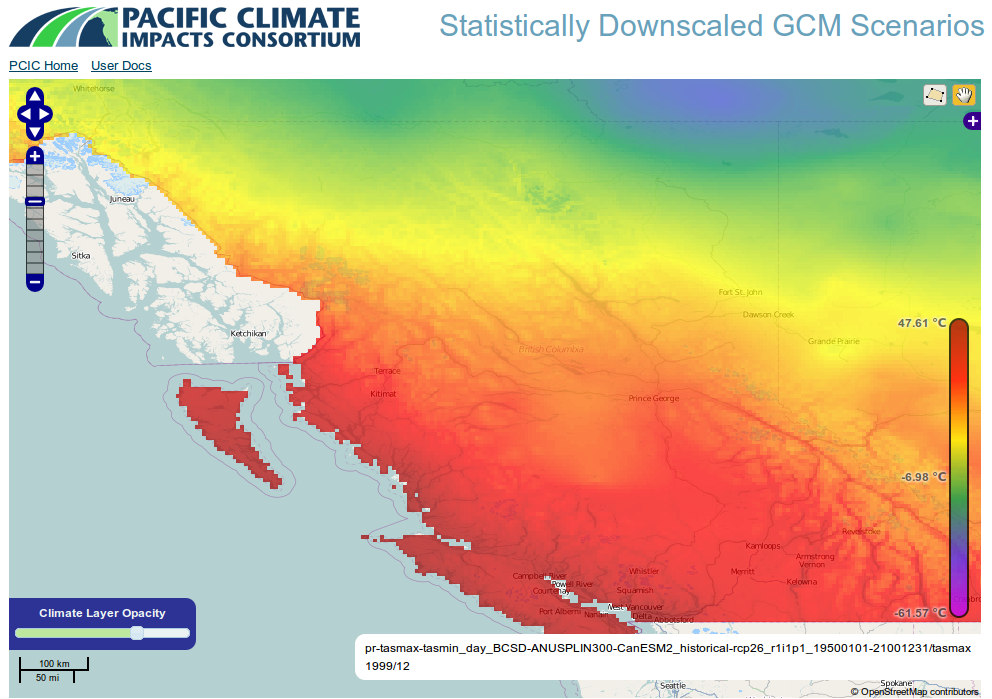 PACIFIC CLIMATE
IMPACTS CONSORTIUM
Statistically Downscaled GCM Scenarios
PCIC Home User Docs
Whitehorse
Juneau
Sitka
Fort St. John
Dawson Creek
47.61 °C
Ketchikan
Grande Prairie
British Columbia
Terrace
Kitimat
Prince George
-6.98 °C
Revelstoke
Kamloops
Armstrong
Vernon
Whistler
Merritt
Campbell River
Powell River
Kelowna
Courtenay
Squamish
West Vancouver
Port Alberni
Nanaimo
Delta
Abbotsford
-61.57 °C
Climate Layer Opacity
pr-tasmax-tasmin_day_BCSD-ANUSPLIN300-CanESM2_historical-rcp26_r1i1p1_19500101-21001231/tasmax
1999/12
100 km
50 mi
Seattle
Spokane
© OpenStreetMap contributors